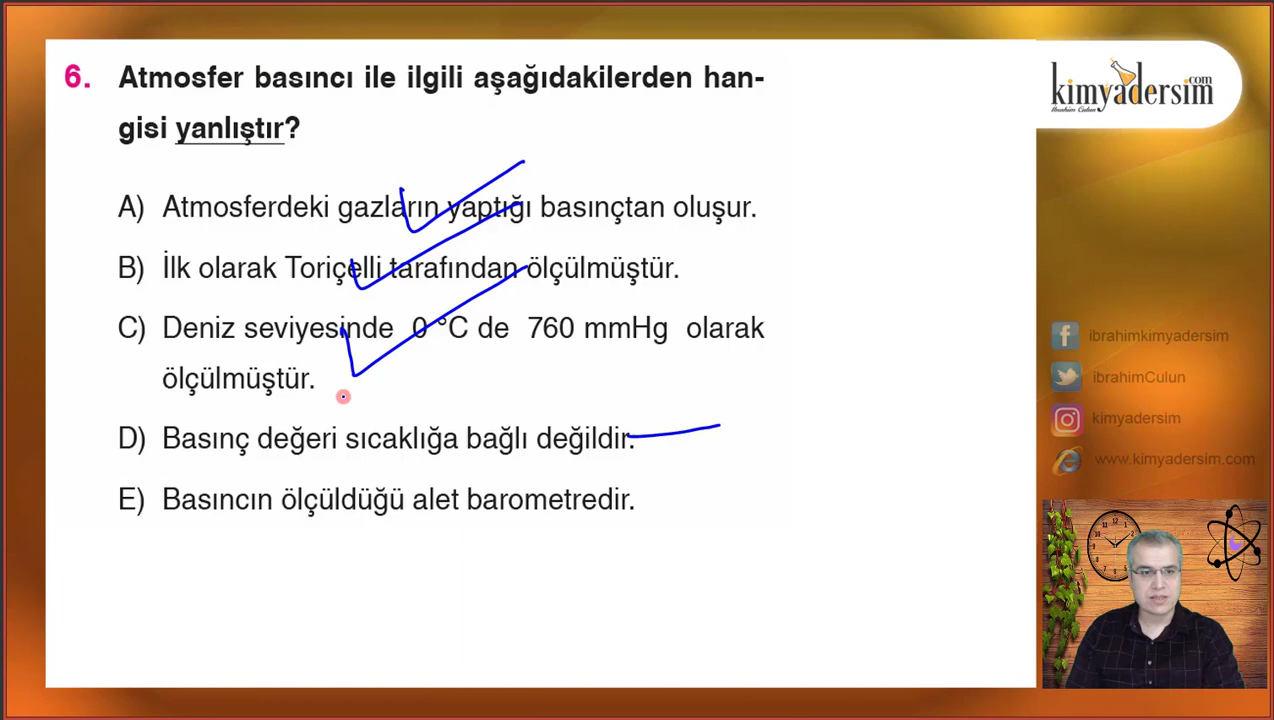 6. Atmosfer basıncı ile ilgili aşağıdakilerden han-
gisi yanlıştır?
A) Atmosferdeki gazların yaptığı basınçtan oluşur.
B) İlk olarak Toriçelli tarafından ölçülmüştür.
C) Deniz seviyesinde 0 °C de 760 mmHg olarak
ölçülmüştür.
D) Basınç değeri sıcaklığa bağlı değildir.
E) Basıncın ölçüldüğü alet barometredir.
kimyadersim.com
İbrahim Culun
ibrahimkimyadersim
ibrahimCulun
kimyadersim
www.kimyadersim.com